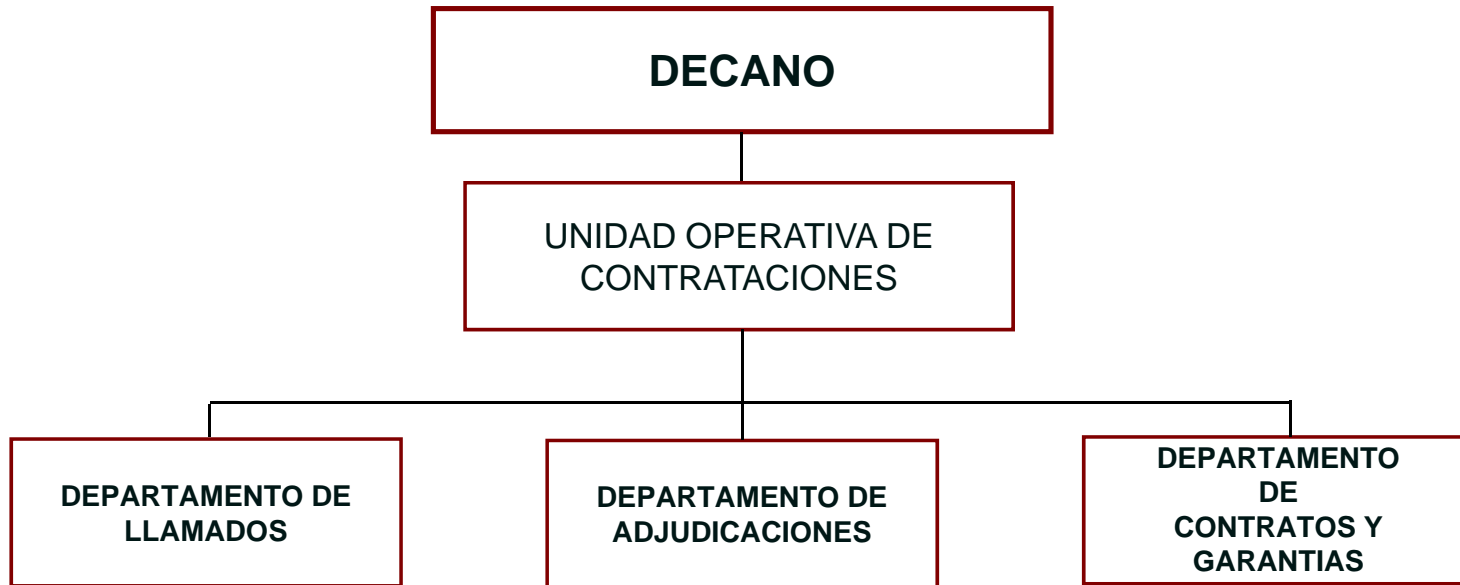 DECANO
UNIDAD OPERATIVA DE
CONTRATACIONES
DEPARTAMENTO DE
LLAMADOS
DEPARTAMENTO DE
ADJUDICACIONES
DEPARTAMENTO
DE
CONTRATOS Y
GARANTIAS